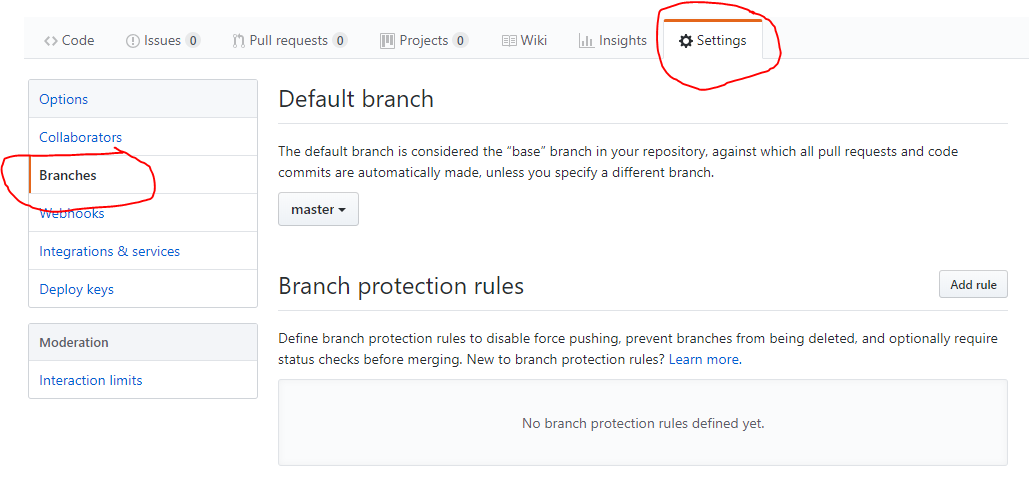 Code Issues 0 Pull requests 0 Projects 0 Wiki Insights Settings
Options
Collaborators
Branches
Webhooks
Integrations & services
Deploy keys
Moderation
Interaction limits
Default branch
The default branch is considered the “base” branch in your repository, against which all pull requests and code
commits are automatically made, unless you specify a different branch.
master
Branch protection rules
Add rule
Define branch protection rules to disable force pushing, prevent branches from being deleted, and optionally require
status checks before merging. New to branch protection rules? Learn more.
No branch protection rules defined yet.